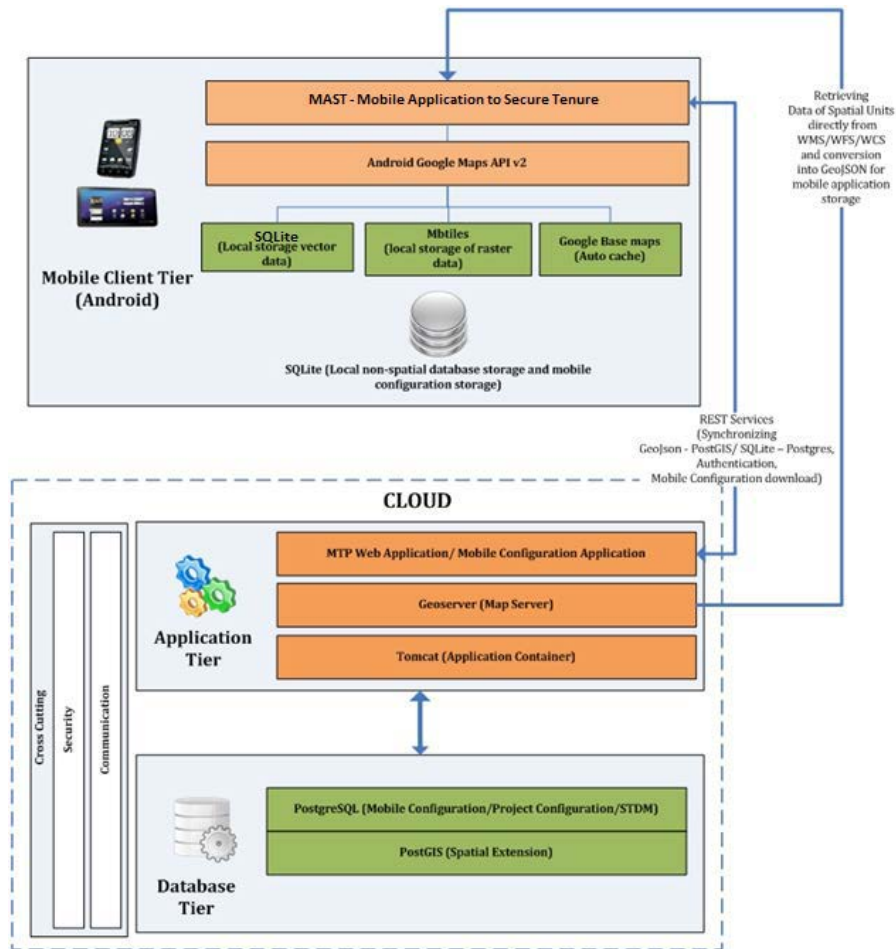 MAST - Mobile Application to Secure Tenure
Android Google Maps API v2
SQLite
(Local storage vector
data)
Mbtiles
(local storage of raster
data)
Google Base maps
(Auto cache)
Mobile Client Tier
(Android)
SQLite (Local non-spatial database storage and mobile
configuration storage)
Retrieving
Data of Spatial Units
directly from
WMS/WFS/WCS
and conversion
into GeoJSON for
mobile application
storage
REST Services
(Synchronizing
GeoJson - PostGIS/ SQLite – Postgres,
Authentication,
Mobile Configuration download)
CLOUD
Cross Cutting
Security
Communication
MTP Web Application/ Mobile Configuration Application
Geoserver (Map Server)
Tomcat (Application Container)
Application
Tier
PostgreSQL (Mobile Configuration/Project Configuration/STDM)
PostGIS (Spatial Extension)
Database
Tier